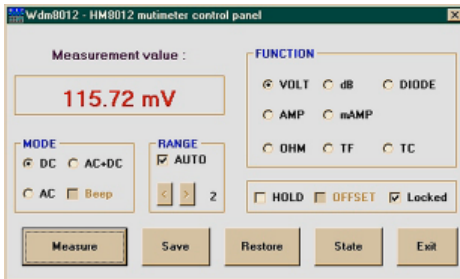 Wdm8012 - HM8012 mutimeter control panel
Measurement value :
115.72 mV
FUNCTION
VOLT dB DIODE
AMP mAMP
OHM TF TC
MODE
DC AC+DC
AC Beep
RANGE
AUTO
< > 2
HOLD OFFSET Locked
Measure Save Restore State Exit